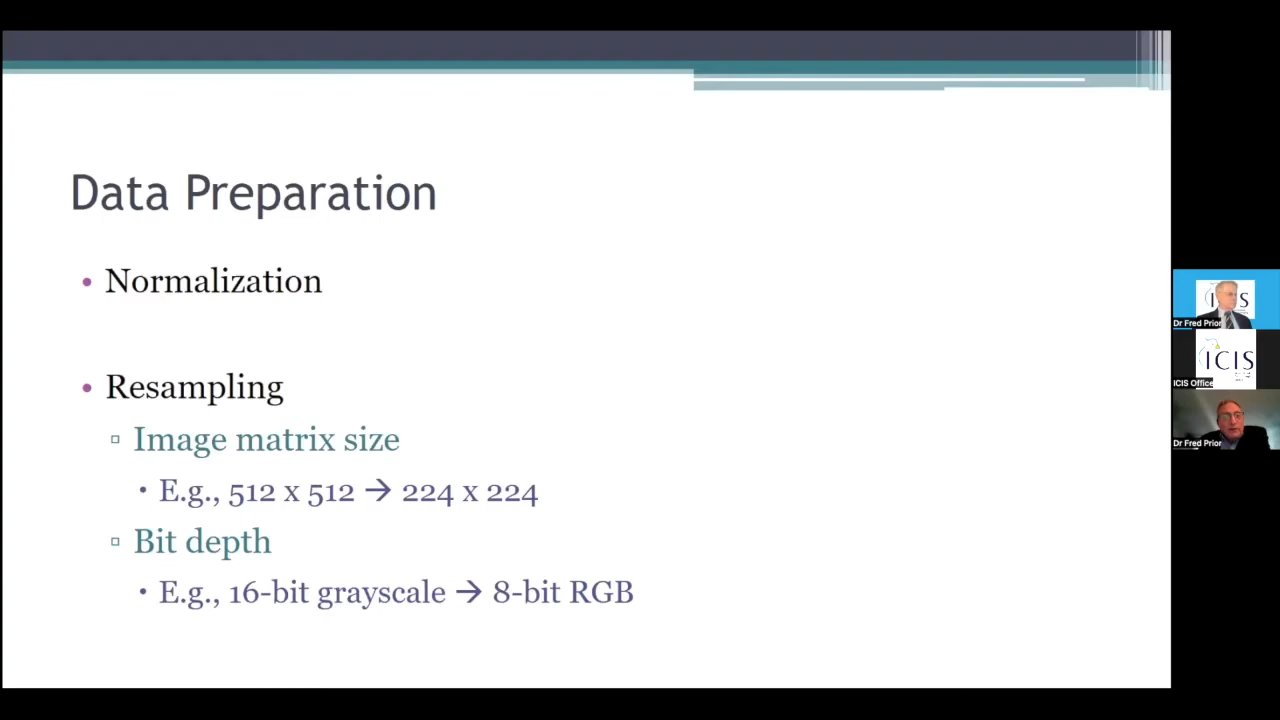 Data Preparation
• Normalization
• Resampling
▫ Image matrix size
• E.g., 512 x 512 → 224 x 224
▫ Bit depth
• E.g., 16-bit grayscale → 8-bit RGB
ICIS
Dr Fred Prior
ICIS
ICIS Office
Dr Fred Prior